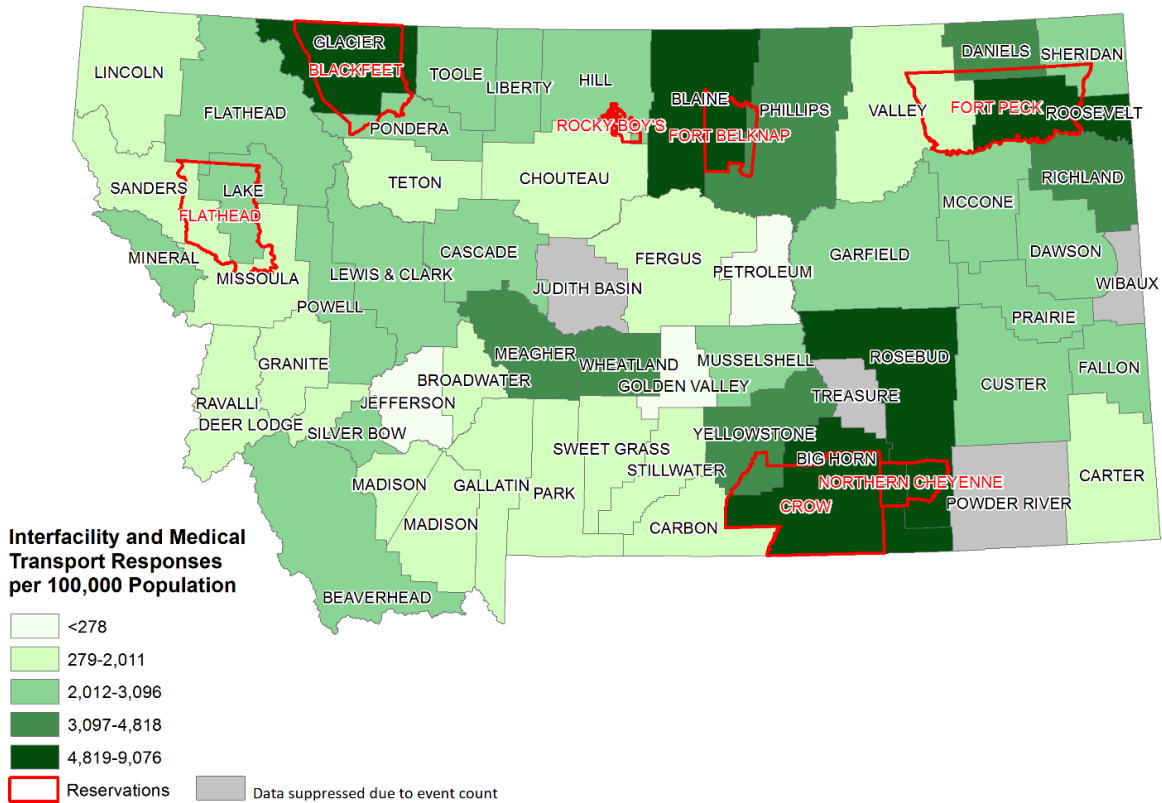 GLACIER
DANIELS
SHERIDAN
LINCOLN
BLACKFEET
TOOLE
HILL
LIBERTY
BLAINE
PHILLIPS
VALLEY
FORT PECK
ROOSEVELT
FLATHEAD
PONDERA
ROCKY BOY'S
FORT BELKNAP
TETON
CHOUTEAU
RICHLAND
SANDERS
LAKE
MCCONE
FLATHEAD
MINERAL
CASCADE
FERGUS
GARFIELD
DAWSON
MISSOULA
LEWIS & CLARK
PETROLEUM
WIBAUX
JUDITH BASIN
POWELL
PRAIRIE
MEAGHER
WHEATLAND
MUSSELSHELL
ROSEBUD
GRANITE
FALLON
BROADWATER
GOLDEN VALLEY
CUSTER
RAVALLI
JEFFERSON
TREASURE
DEER LODGE
SILVER BOW
YELLOWSTONE
SWEET GRASS
BIG HORN
STILLWATER
MADISON
GALLATIN
PARK
NORTHERN CHEYENNE
CARTER
CROW
POWDER RIVER
MADISON
CARBON
BEAVERHEAD
Interfacility and Medical
Transport Responses
per 100,000 Population
<278
279-2,011
2,012-3,096
3,097-4,818
4,819-9,076
Reservations
Data suppressed due to event count